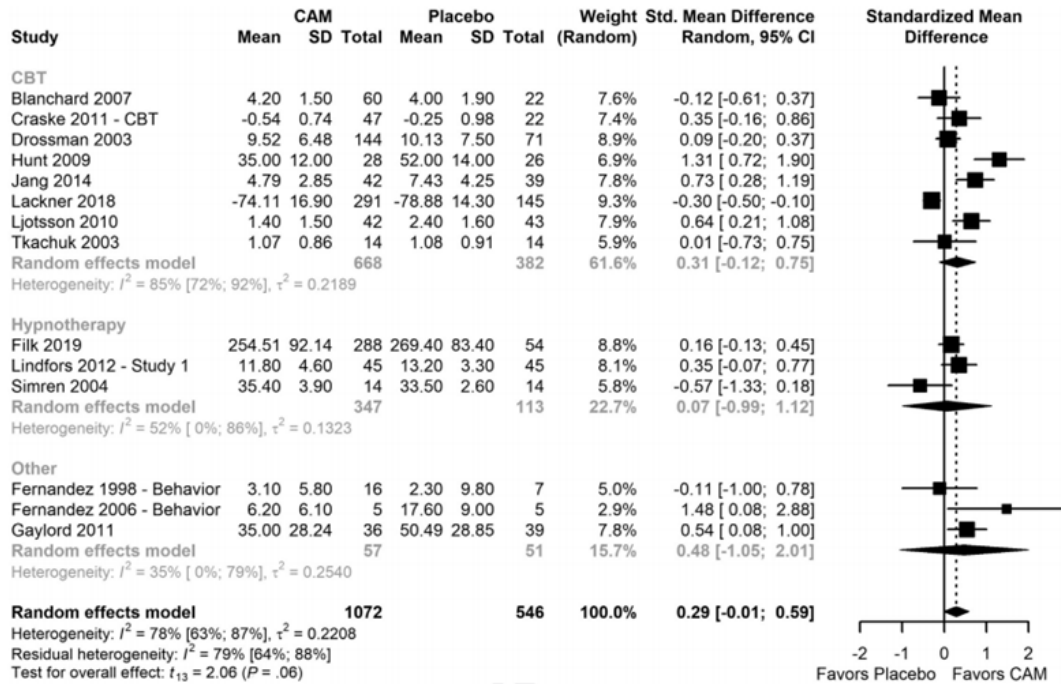 CAM Placebo Weight Std. Mean Difference Standardized Mean
Study Mean SD Total Mean SD Total (Random) Random, 95% CI Difference
CBT
Blanchard 2007 4.20 1.50 60 4.00 1.90 22 7.6% -0.12 [-0.61; 0.37]
Craske 2011 - CBT -0.54 0.74 47 -0.25 0.98 22 7.4% 0.35 [-0.16; 0.86]
Drossman 2003 9.52 6.48 144 10.13 7.50 71 8.9% 0.09 [-0.20; 0.37]
Hunt 2009 35.00 12.00 28 52.00 14.00 26 6.9% 1.31 [0.72; 1.90]
Jang 2014 4.79 2.85 42 7.43 4.25 39 7.8% 0.73 [0.28; 1.19]
Lackner 2018 -74.11 16.90 291 -78.88 14.30 145 9.3% -0.30 [-0.50; -0.10]
Ljotsson 2010 1.40 1.50 42 2.40 1.60 43 7.9% 0.64 [0.21; 1.08]
Tkachuk 2003 1.07 0.86 14 1.08 0.91 14 5.9% 0.01 [-0.73; 0.75]
Random effects model 668 382 61.6% 0.31 [-0.12; 0.75]
Heterogeneity: I² = 85% [72%; 92%], τ² = 0.2189
Hypnotherapy
Filk 2019 254.51 92.14 288 269.40 83.40 54 8.8% 0.16 [-0.13; 0.45]
Lindfors 2012 - Study 1 11.80 4.60 45 13.20 3.30 45 8.1% 0.35 [-0.07; 0.77]
Simren 2004 35.40 3.90 14 33.50 2.60 14 5.8% -0.57 [-1.33; 0.18]
Random effects model 347 113 22.7% 0.07 [-0.99; 1.12]
Heterogeneity: I² = 52% [ 0%; 86%], τ² = 0.1323
Other
Fernandez 1998 - Behavior 3.10 5.80 16 2.30 9.80 7 5.0% -0.11 [-1.00; 0.78]
Fernandez 2006 - Behavior 6.20 6.10 5 17.60 9.00 5 2.9% 1.48 [0.08; 2.88]
Gaylord 2011 35.00 28.24 36 50.49 28.85 39 7.8% 0.54 [0.08; 1.00]
Random effects model 57 51 15.7% 0.48 [-1.05; 2.01]
Heterogeneity: I² = 35% [ 0%; 79%], τ² = 0.2540
Random effects model 1072 546 100.0% 0.29 [-0.01; 0.59]
Heterogeneity: I² = 78% [63%; 87%], τ² = 0.2208
Residual heterogeneity: I² = 79% [64%; 88%]
-2 -1 0 1 2
Test for overall effect: t₁₃ = 2.06 (P = .06)
Favors Placebo Favors CAM